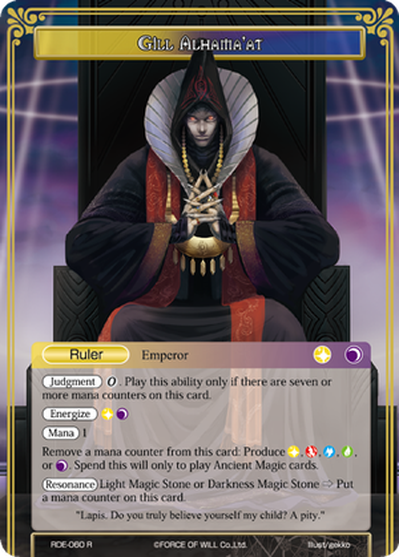 Gill Alhama'at
Ruler Emperor
Judgment 0 . Play this ability only if there are seven or
more mana counters on this card.
Energize
Mana 1
Remove a mana counter from this card: Produce , , , ,
or . Spend this will only to play Ancient Magic cards.
Resonance Light Magic Stone or Darkness Magic Stone ⇨ Put
a mana counter on this card.
"Lapis. Do you truly believe yourself my child? A pity."
RDE-060 R ©FORCE OF WILL Co.,Ltd. Illust/gekko